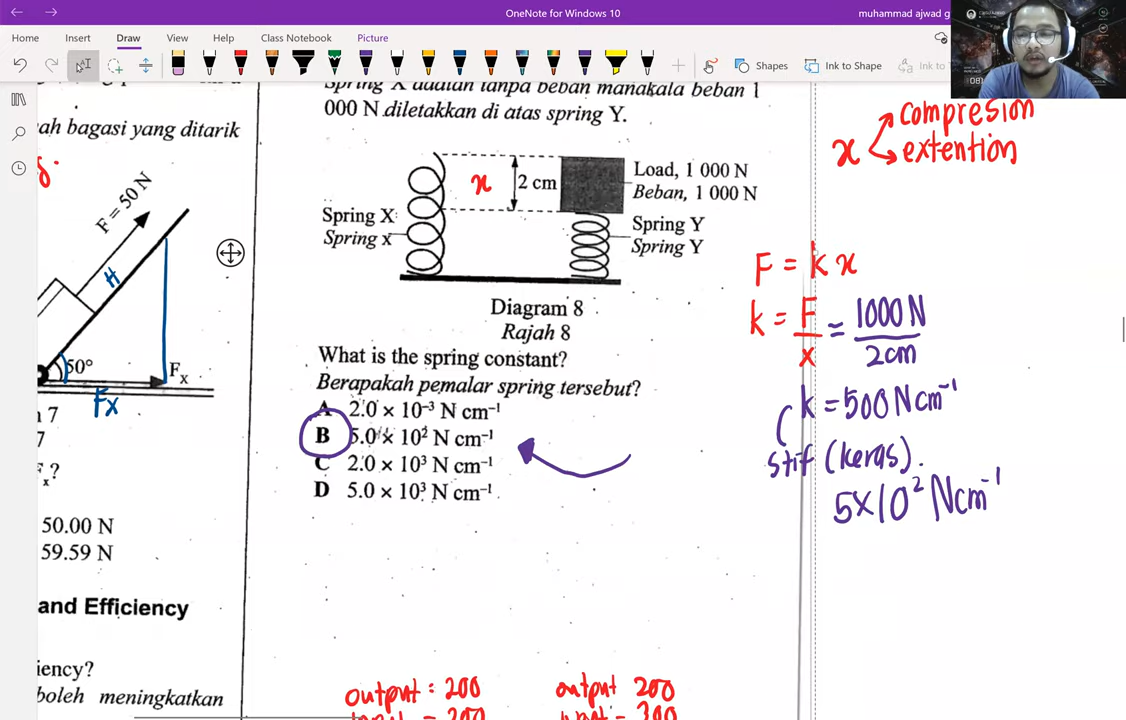 OneNote for Windows 10
muhammad ajwad g
Home
Insert
Draw
View
Help
Class Notebook
Picture
Shapes
Ink to Shape
Ink to
ah bagasi yang ditarik
F = 50 N
H
50°
Fx
Fx
7
7
x?
50.00 N
59.59 N
and Efficiency
iency?
boleh meningkatkan
Spring X adalah tanpa beban manakala beban 1
000 N diletakkan di atas spring Y.
x
2 cm
Load, 1 000 N
Beban, 1 000 N
Spring X
Spring x
Spring Y
Spring Y
Diagram 8
Rajah 8
What is the spring constant?
Berapakah pemalar spring tersebut?
A 2.0 × 10⁻³ N cm⁻¹
B 5.0 × 10² N cm⁻¹
C 2.0 × 10³ N cm⁻¹
D 5.0 × 10³ N cm⁻¹
output : 200
output 200
x
compresion
extention
F = k x
k = F/x = 1000 N/2cm
k = 500 N cm⁻¹
stif (keras).
5×10² N cm⁻¹